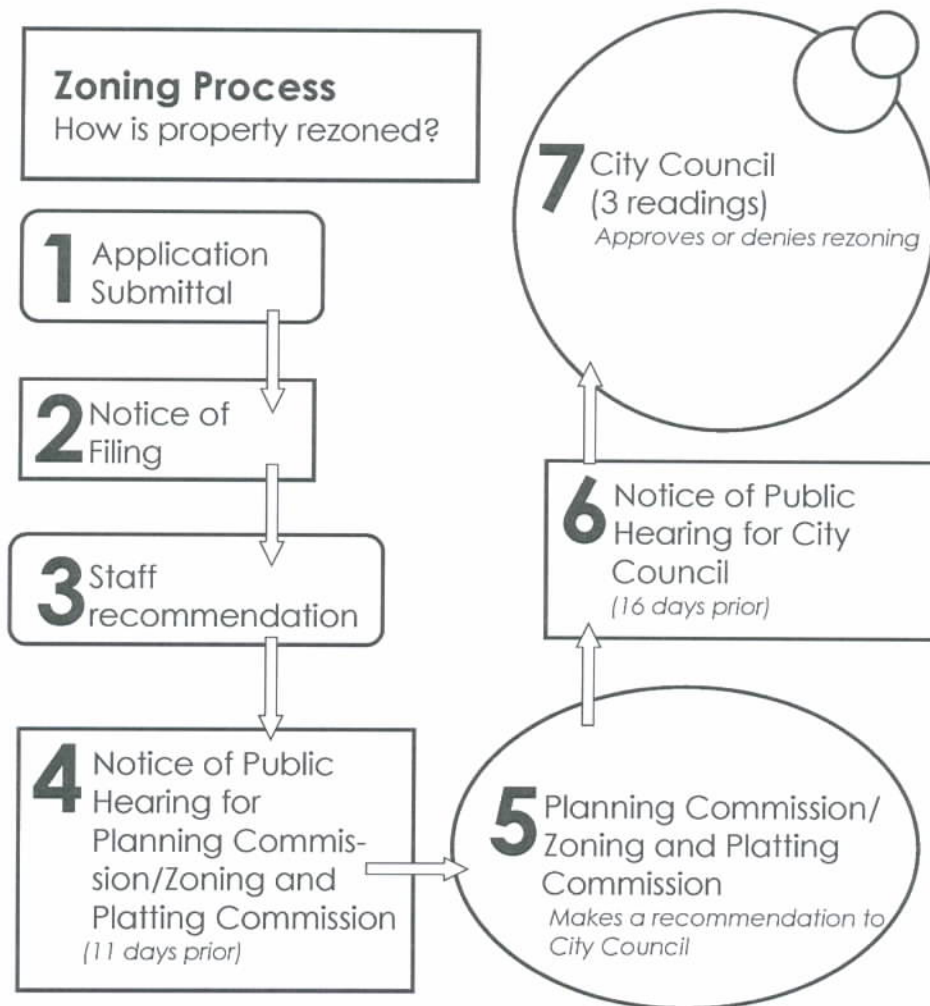 Zoning Process
How is property rezoned?
1 Application
Submittal
2 Notice of
Filing
3 Staff
recommendation
4 Notice of Public
Hearing for
Planning Commis-
sion/Zoning and
Platting Commission
(11 days prior)
5 Planning Commission/
Zoning and Platting
Commission
Makes a recommendation to
City Council
6 Notice of Public
Hearing for City
Council
(16 days prior)
7 City Council
(3 readings)
Approves or denies rezoning